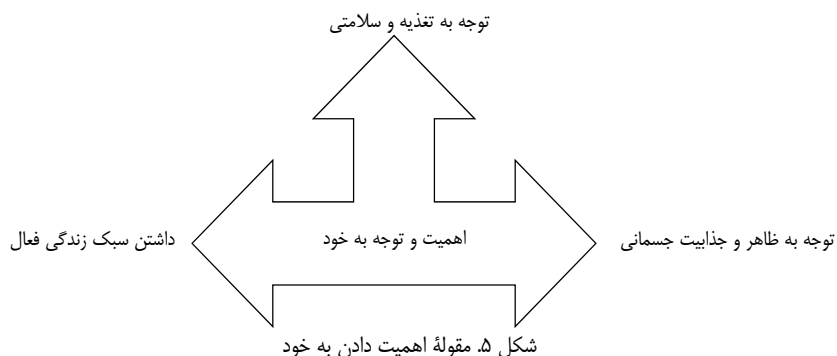 توجه به تغذیه و سلامتی
توجه به ظاهر و جذابیت جسمانی
اهمیت و توجه به خود
داشتن سبک زندگی فعال
شکل ۵. مقولۀ اهمیت دادن به خود